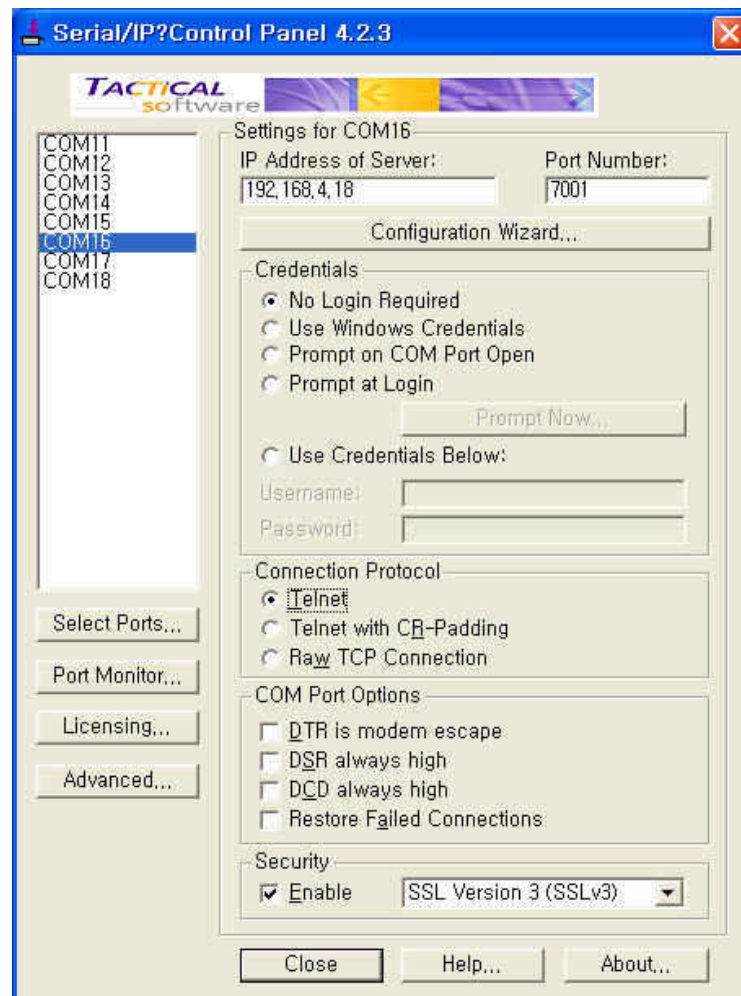 Serial/IP?Control Panel 4.2.3
TACTICAL
software
COM11
COM12
COM13
COM14
COM15
COM16
COM17
COM18
Select Ports...
Port Monitor...
Licensing...
Advanced...
Settings for COM16
IP Address of Server: Port Number:
192.168.4.18 7001
Configuration Wizard...
Credentials
No Login Required
Use Windows Credentials
Prompt on COM Port Open
Prompt at Login
Prompt Now...
Use Credentials Below:
Username:
Password:
Connection Protocol
Telnet
Telnet with CR-Padding
Raw TCP Connection
COM Port Options
DTR is modem escape
DSR always high
DCD always high
Restore Failed Connections
Security
Enable SSL Version 3 (SSLv3)
Close Help... About...